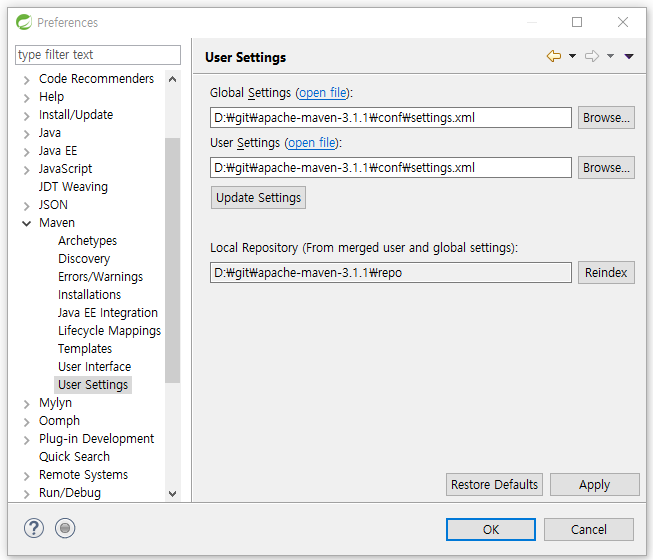 Preferences
type filter text
Code Recommenders
Help
Install/Update
Java
Java EE
JavaScript
JDT Weaving
JSON
Maven
Archetypes
Discovery
Errors/Warnings
Installations
Java EE Integration
Lifecycle Mappings
Templates
User Interface
User Settings
Mylyn
Oomph
Plug-in Development
Quick Search
Remote Systems
Run/Debug
User Settings
Global Settings (open file):
D:₩git₩apache-maven-3.1.1₩conf₩settings.xml Browse...
User Settings (open file):
D:₩git₩apache-maven-3.1.1₩conf₩settings.xml Browse...
Update Settings
Local Repository (From merged user and global settings):
D:₩git₩apache-maven-3.1.1₩repo Reindex
Restore Defaults Apply
? OK Cancel